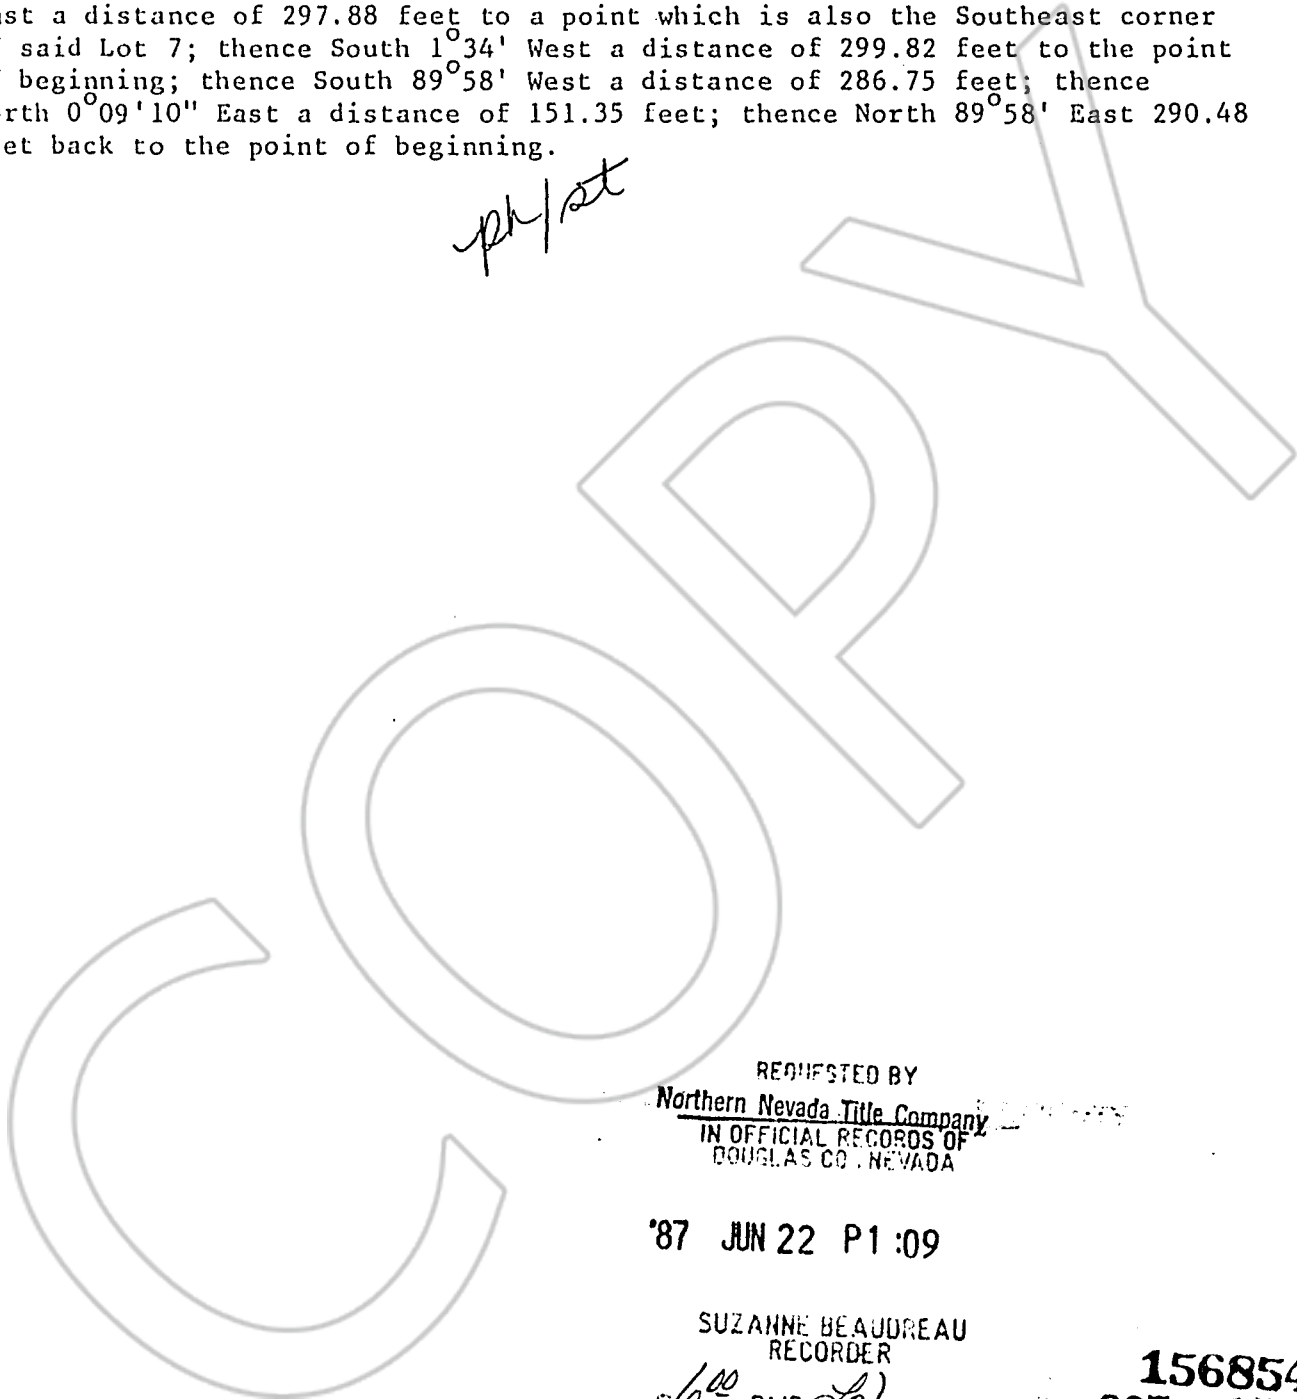 st a distance of 297.88 feet to a point which is also the Southeast corner
said Lot 7; thence South 1°34' West a distance of 299.82 feet to the point
beginning; thence South 89°58' West a distance of 286.75 feet; thence
rth 0°09'10" East a distance of 151.35 feet; thence North 89°58' East 290.48
et back to the point of beginning.
ph/st
COPY
REQUESTED BY
Northern Nevada Title Company
IN OFFICIAL RECORDS OF
DOUGLAS CO., NEVADA
'87 JUN 22 P1:09
SUZANNE BEAUDREAU
RECORDER
156854